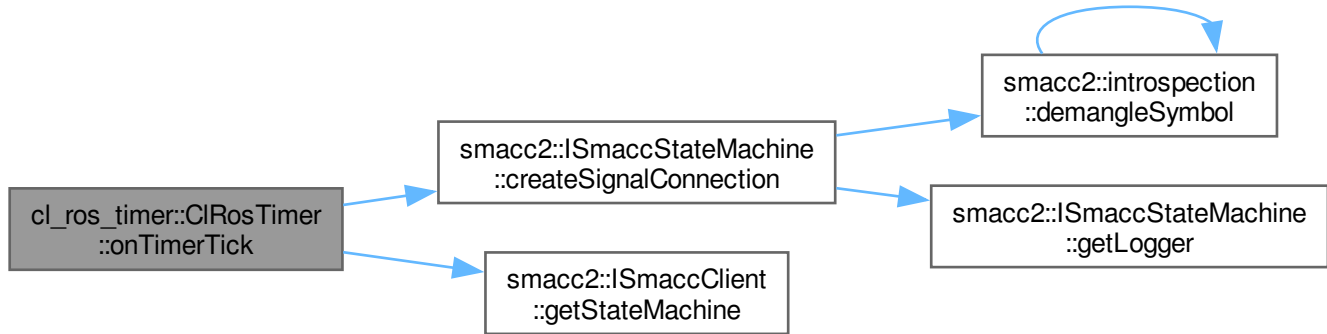 cl_ros_timer::ClRosTimer
::onTimerTick
smacc2::ISmaccStateMachine
::createSignalConnection
smacc2::introspection
::demangleSymbol
smacc2::ISmaccStateMachine
::getLogger
smacc2::ISmaccClient
::getStateMachine